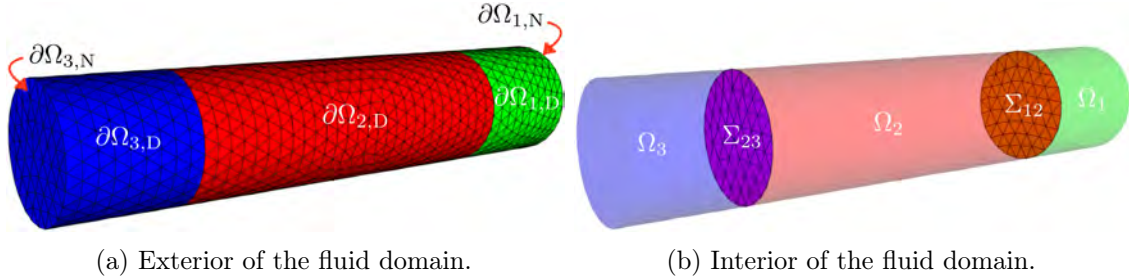 ∂Ω₁,N
∂Ω₃,N
∂Ω₃,D
∂Ω₂,D
∂Ω₁,D
Ω₃
Σ₂₃
Ω₂
Σ₁₂
Ω₁
(a) Exterior of the fluid domain.
(b) Interior of the fluid domain.